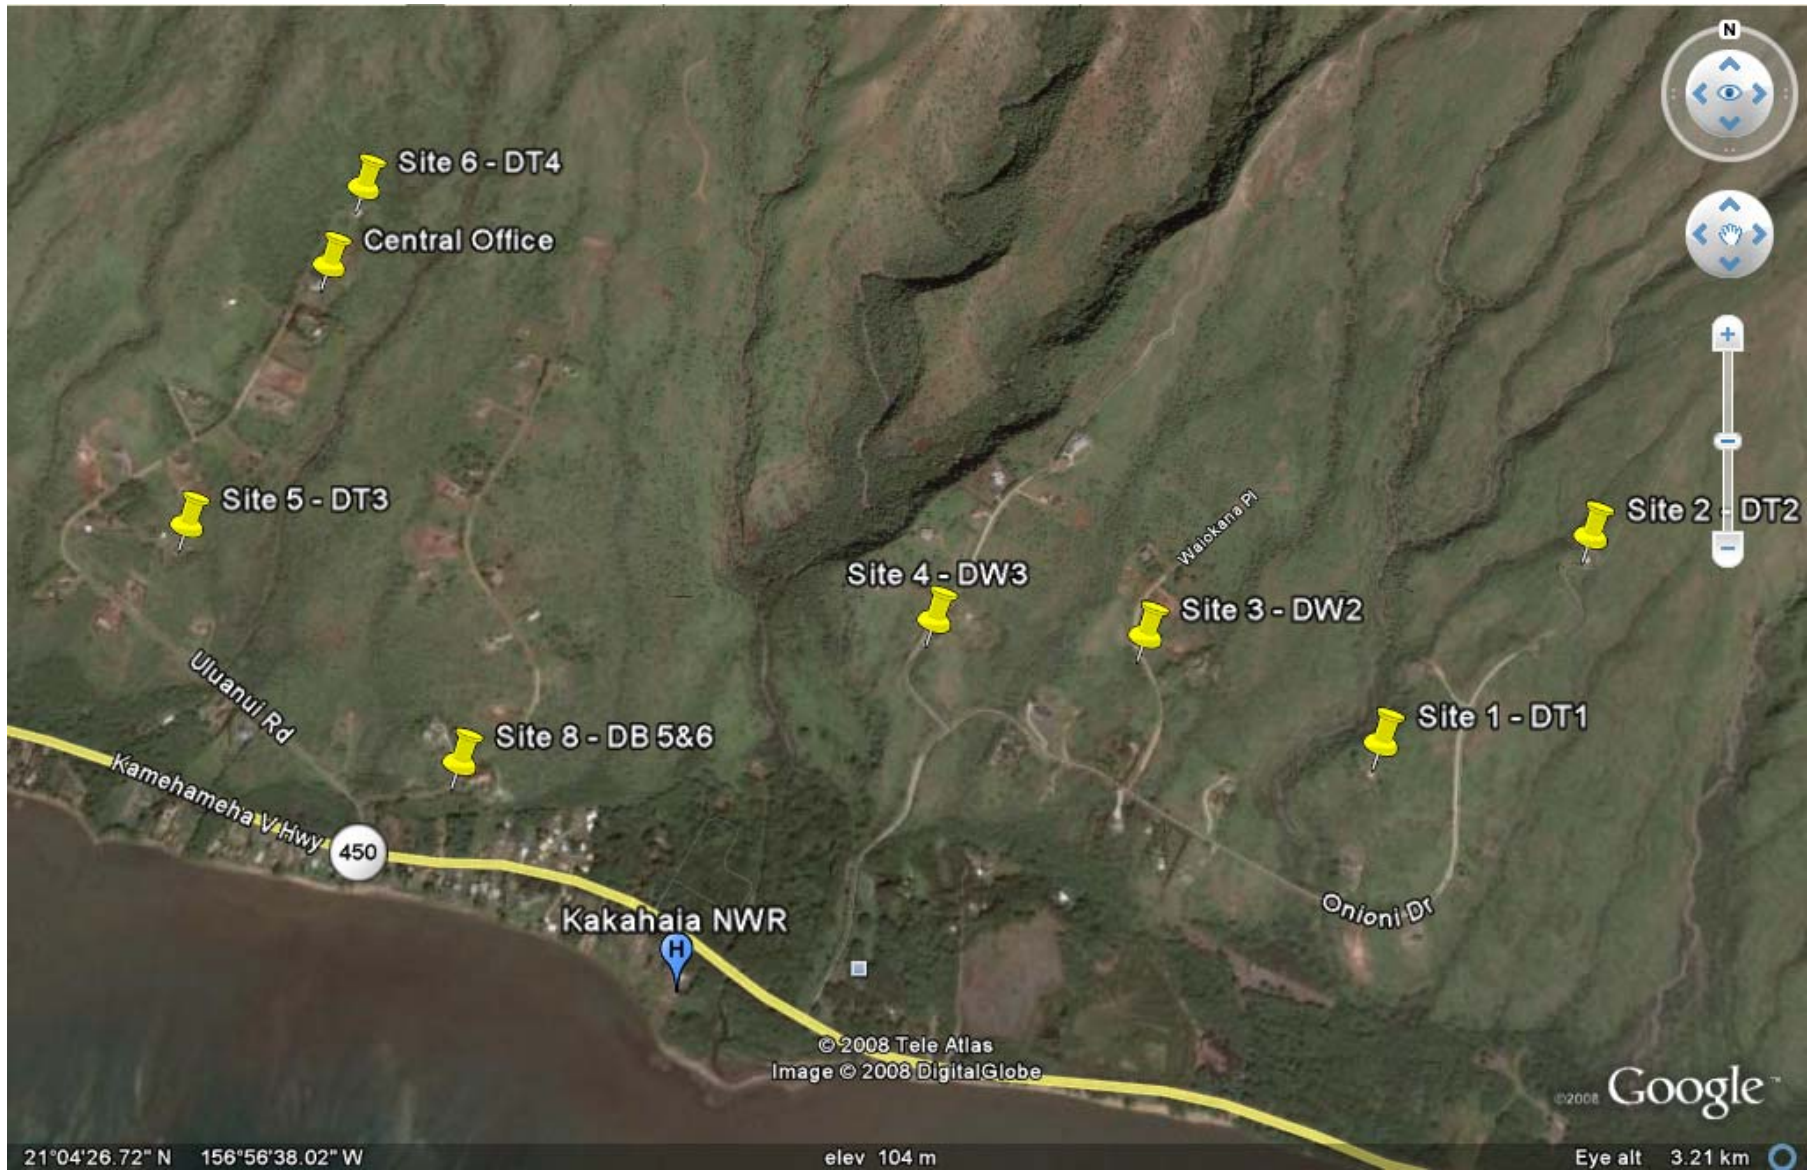 N
Site 6 - DT4
Central Office
Site 5 - DT3
Waiokana Pl
Site 2 - DT2
Site 4 - DW3
Site 3 - DW2
Uluanui Rd
Site 8 - DB 5&6
Site 1 - DT1
Kamehameha V Hwy
450
Onioni Dr
Kakahaia NWR
H
© 2008 Tele Atlas
Image © 2008 DigitalGlobe
©2008 Google™
21°04'26.72" N 156°56'38.02" W elev 104 m Eye alt 3.21 km